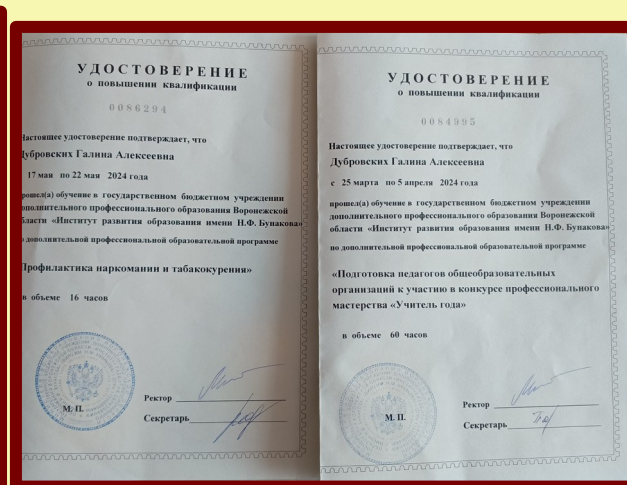 УДОСТОВЕРЕНИЕ
о повышении квалификации
0086294
Настоящее удостоверение подтверждает, что
Дубровских Галина Алексеевна
17 мая по 22 мая 2024 года
прошел(а) обучение в государственном бюджетном учреждении
дополнительного профессионального образования Воронежской
области «Институт развития образования имени Н.Ф. Бунакова»
по дополнительной профессиональной образовательной программе
«Профилактика наркомании и табакокурения»
в объеме 16 часов
Ректор
М. П.
Секретарь
УДОСТОВЕРЕНИЕ
о повышении квалификации
0084995
Настоящее удостоверение подтверждает, что
Дубровских Галина Алексеевна
с 25 марта по 5 апреля 2024 года
прошел(а) обучение в государственном бюджетном учреждении
дополнительного профессионального образования Воронежской
области «Институт развития образования имени Н.Ф. Бунакова»
по дополнительной профессиональной образовательной программе
«Подготовка педагогов общеобразовательных
организаций к участию в конкурсе профессионального
мастерства «Учитель года»
в объеме 60 часов
Ректор
М. П.
Секретарь